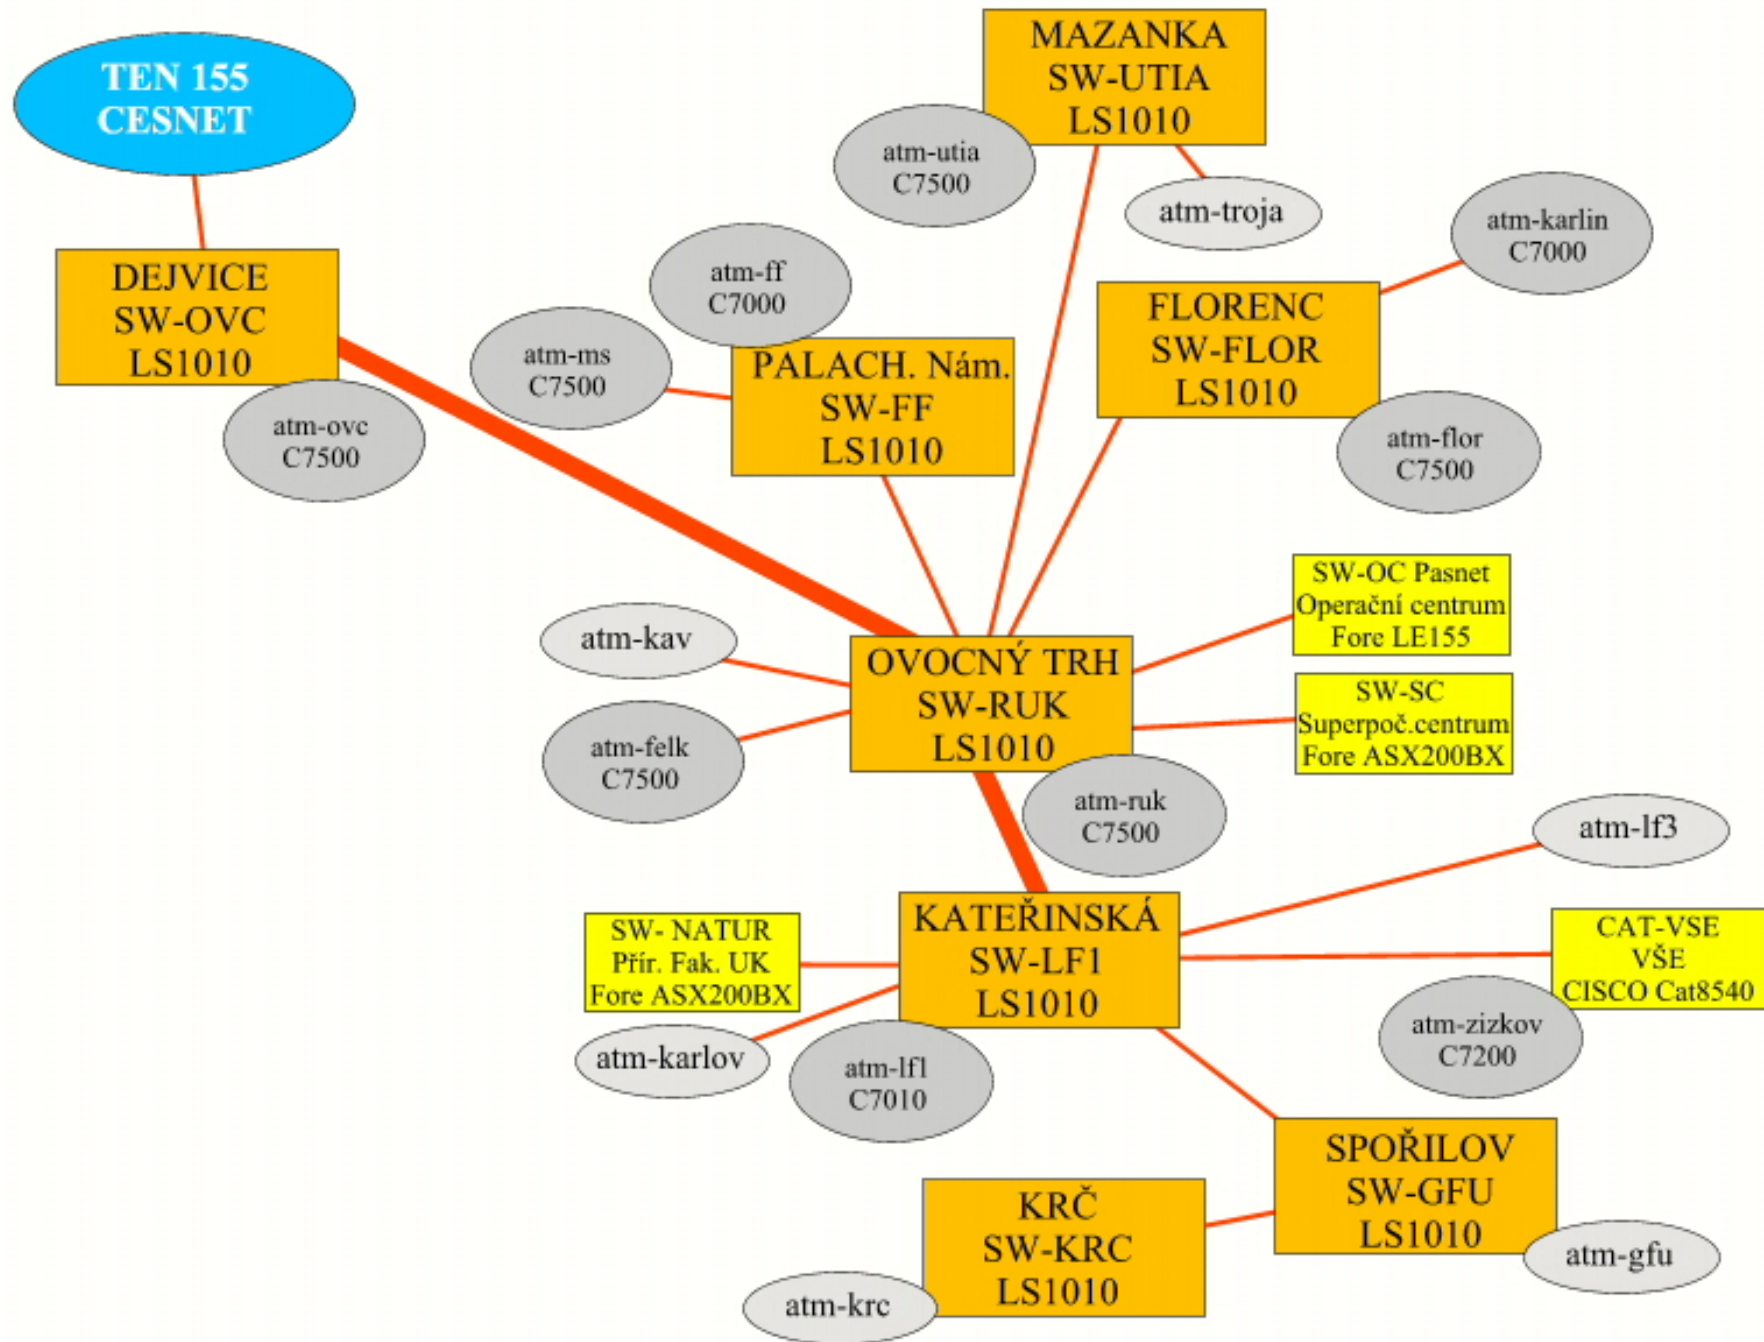 TEN 155
CESNET
MAZANKA
SW-UTIA
LS1010
atm-utia
C7500
atm-troja
atm-karlin
C7000
DEJVICE
SW-OVC
LS1010
atm-ovc
C7500
atm-ff
C7000
atm-ms
C7500
PALACH. Nám.
SW-FF
LS1010
FLORENC
SW-FLOR
LS1010
atm-flor
C7500
SW-OC Pasnet
Operační centrum
Fore LE155
atm-kav
OVOCNÝ TRH
SW-RUK
LS1010
SW-SC
Superpoč.centrum
Fore ASX200BX
atm-felk
C7500
atm-ruk
C7500
atm-lf3
SW- NATUR
Přír. Fak. UK
Fore ASX200BX
KATEŘINSKÁ
SW-LF1
LS1010
CAT-VSE
VŠE
CISCO Cat8540
atm-zizkov
C7200
atm-karlov
atm-lf1
C7010
SPOŘILOV
SW-GFU
LS1010
atm-gfu
KRČ
SW-KRC
LS1010
atm-krc